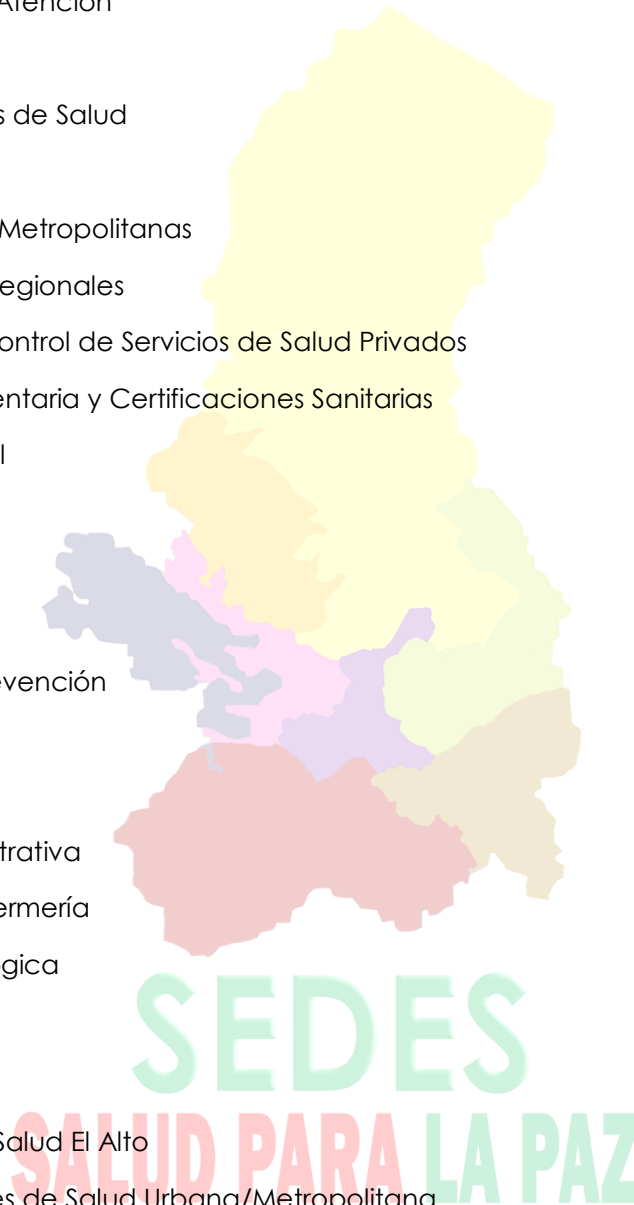 Atención
s de Salud
Metropolitanas
egionales
ontrol de Servicios de Salud Privados
entaria y Certificaciones Sanitarias
l
evención
trativa
ermería
ógica
SEDES
Salud El Alto
SALUD PARA LA PAZ
es de Salud Urbana/Metropolitana